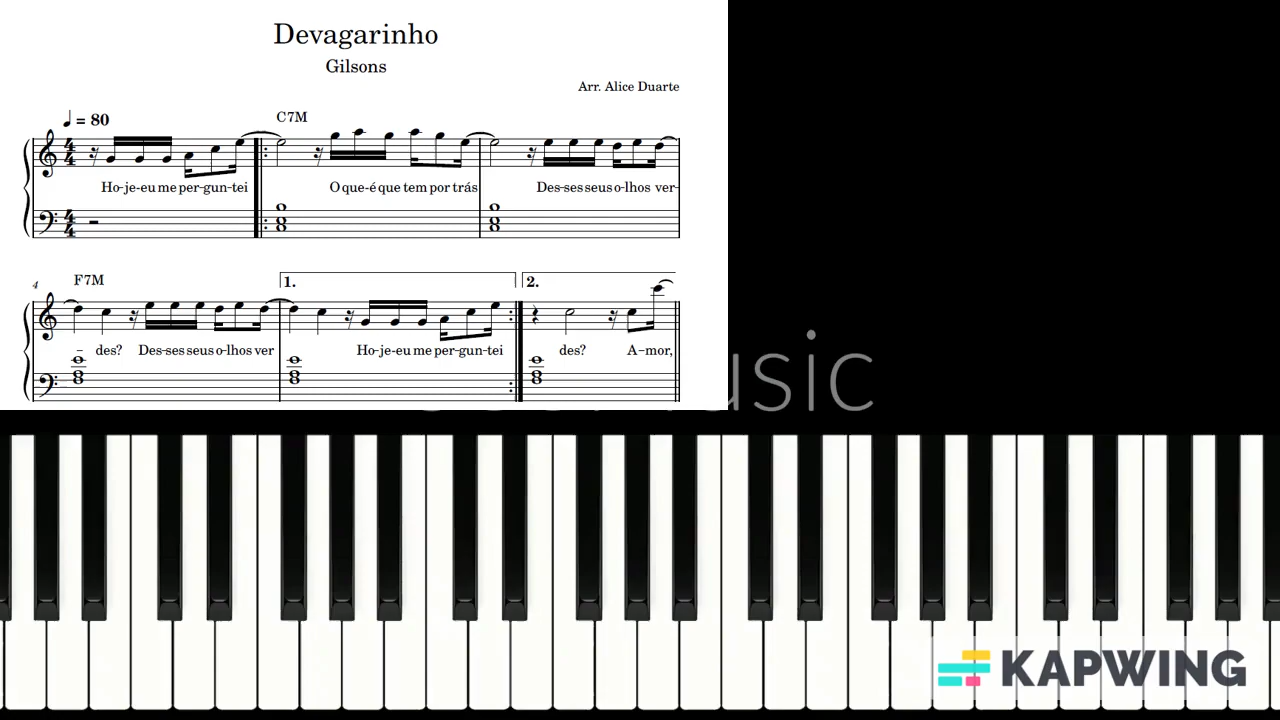 Devagarinho
Gilsons
Arr. Alice Duarte
= 80
C7M
Ho-je-eu me per-gun-tei O que-é que tem por trás Des-ses seus o-lhos ver-
4
F7M
1.
2.
- des? Des-ses seus o-lhos ver Ho-je-eu me per-gun-tei des? A-mor,
usic
KAPWING